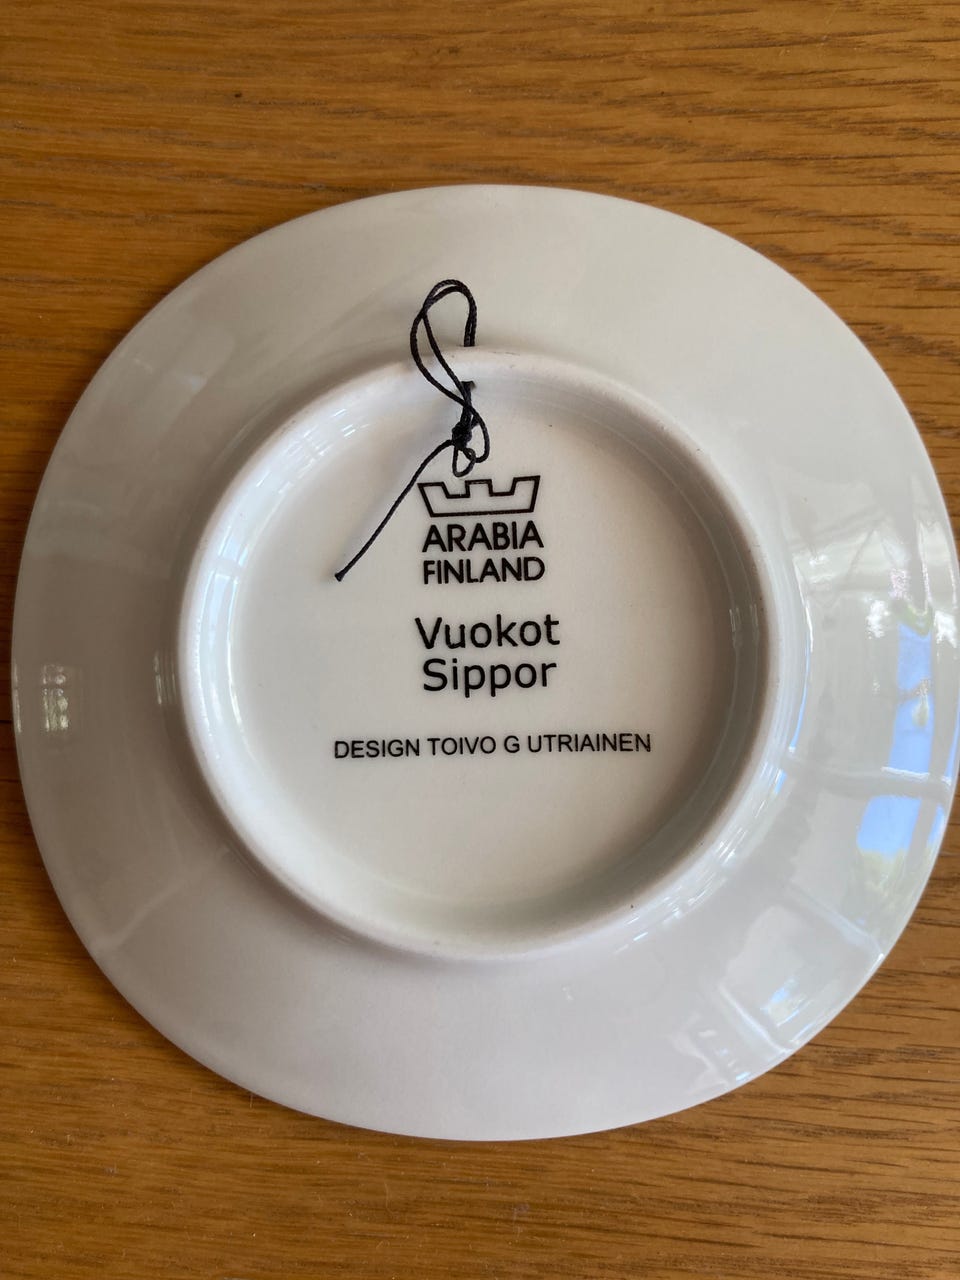 ARABIA
FINLAND
Vuokot
Sippor
DESIGN TOIVO G UTRIAINEN